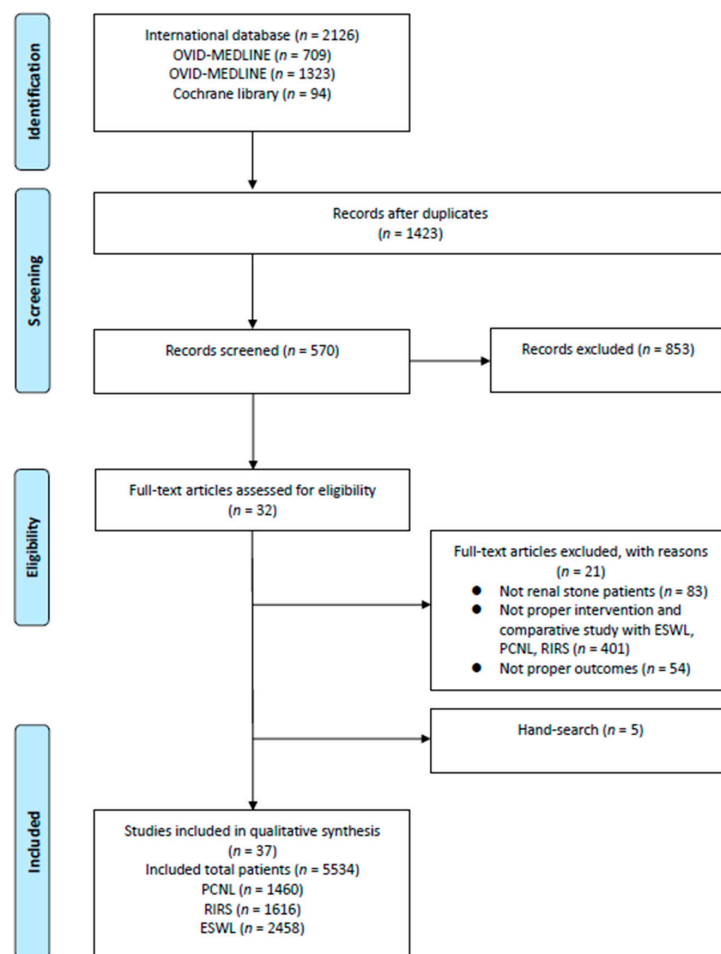 Identification
International database (n = 2126)
OVID-MEDLINE (n = 709)
OVID-MEDLINE (n = 1323)
Cochrane library (n = 94)
Screening
Records after duplicates
(n = 1423)
Records screened (n = 570)
Records excluded (n = 853)
Eligibility
Full-text articles assessed for eligibility
(n = 32)
Full-text articles excluded, with reasons
(n = 21)
● Not renal stone patients (n = 83)
● Not proper intervention and
comparative study with ESWL,
PCNL, RIRS (n = 401)
● Not proper outcomes (n = 54)
Hand-search (n = 5)
Included
Studies included in qualitative synthesis
(n = 37)
Included total patients (n = 5534)
PCNL (n = 1460)
RIRS (n = 1616)
ESWL (n = 2458)